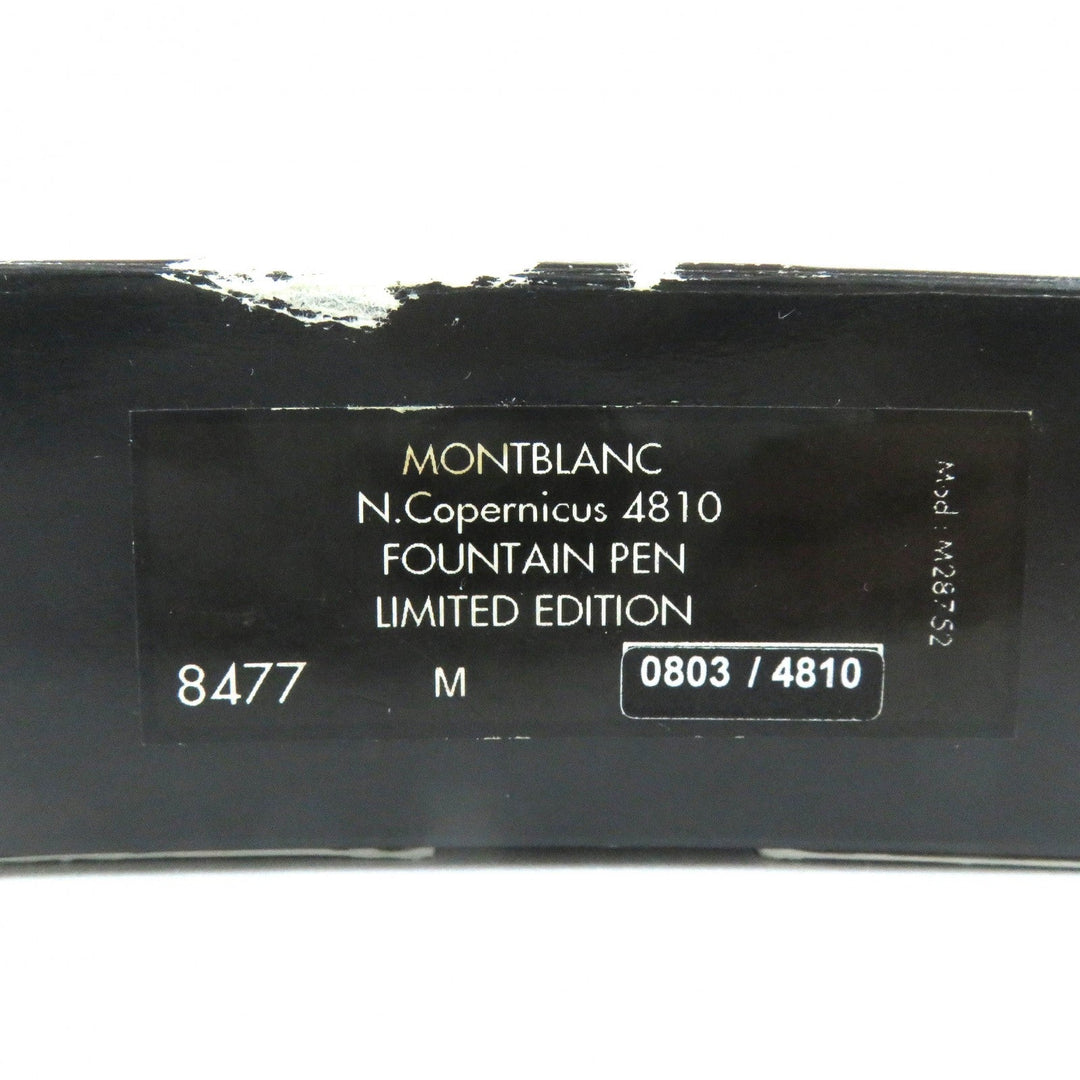 MONTBLANC
N.Copernicus 4810
FOUNTAIN PEN
LIMITED EDITION
8477 M 0803 / 4810
Mod : M28752